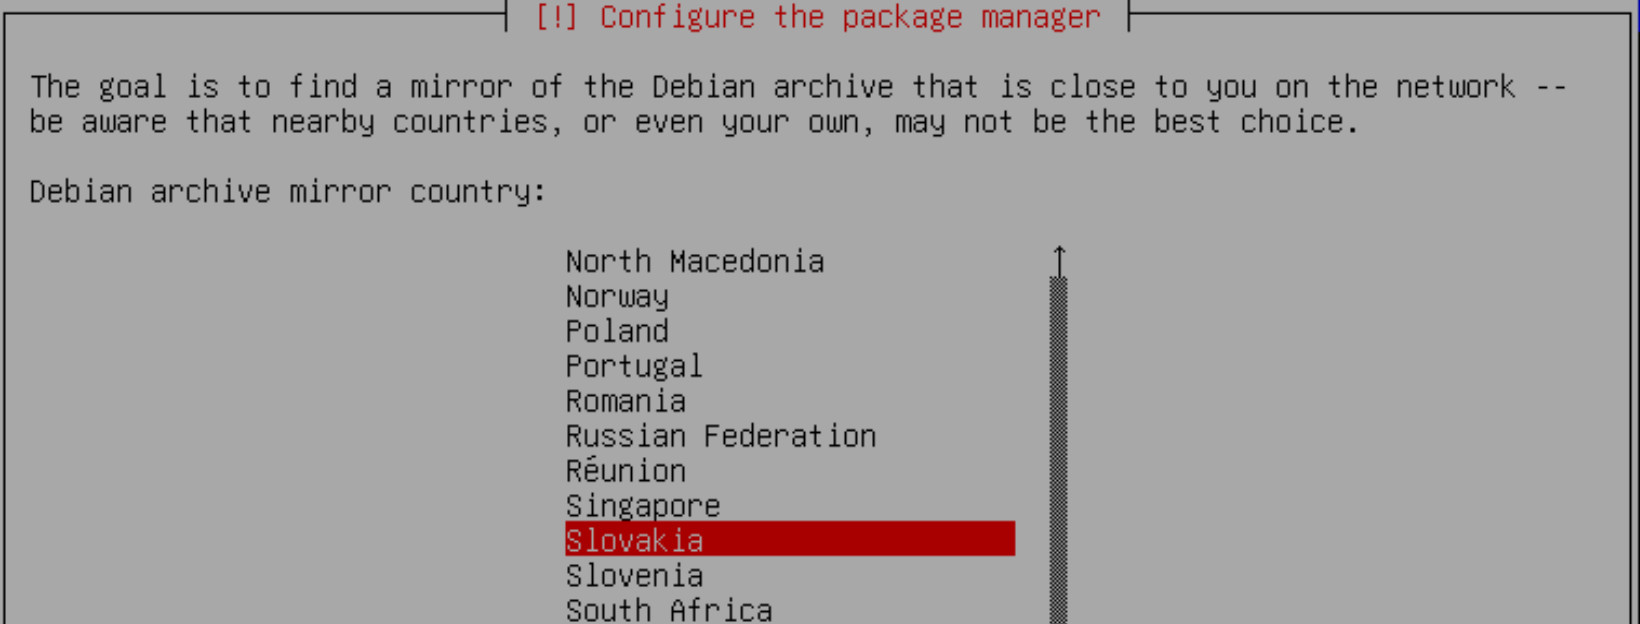 [!] Configure the package manager
The goal is to find a mirror of the Debian archive that is close to you on the network --
be aware that nearby countries, or even your own, may not be the best choice.
Debian archive mirror country:
North Macedonia
Norway
Poland
Portugal
Romania
Russian Federation
Réunion
Singapore
Slovakia
Slovenia
South Africa